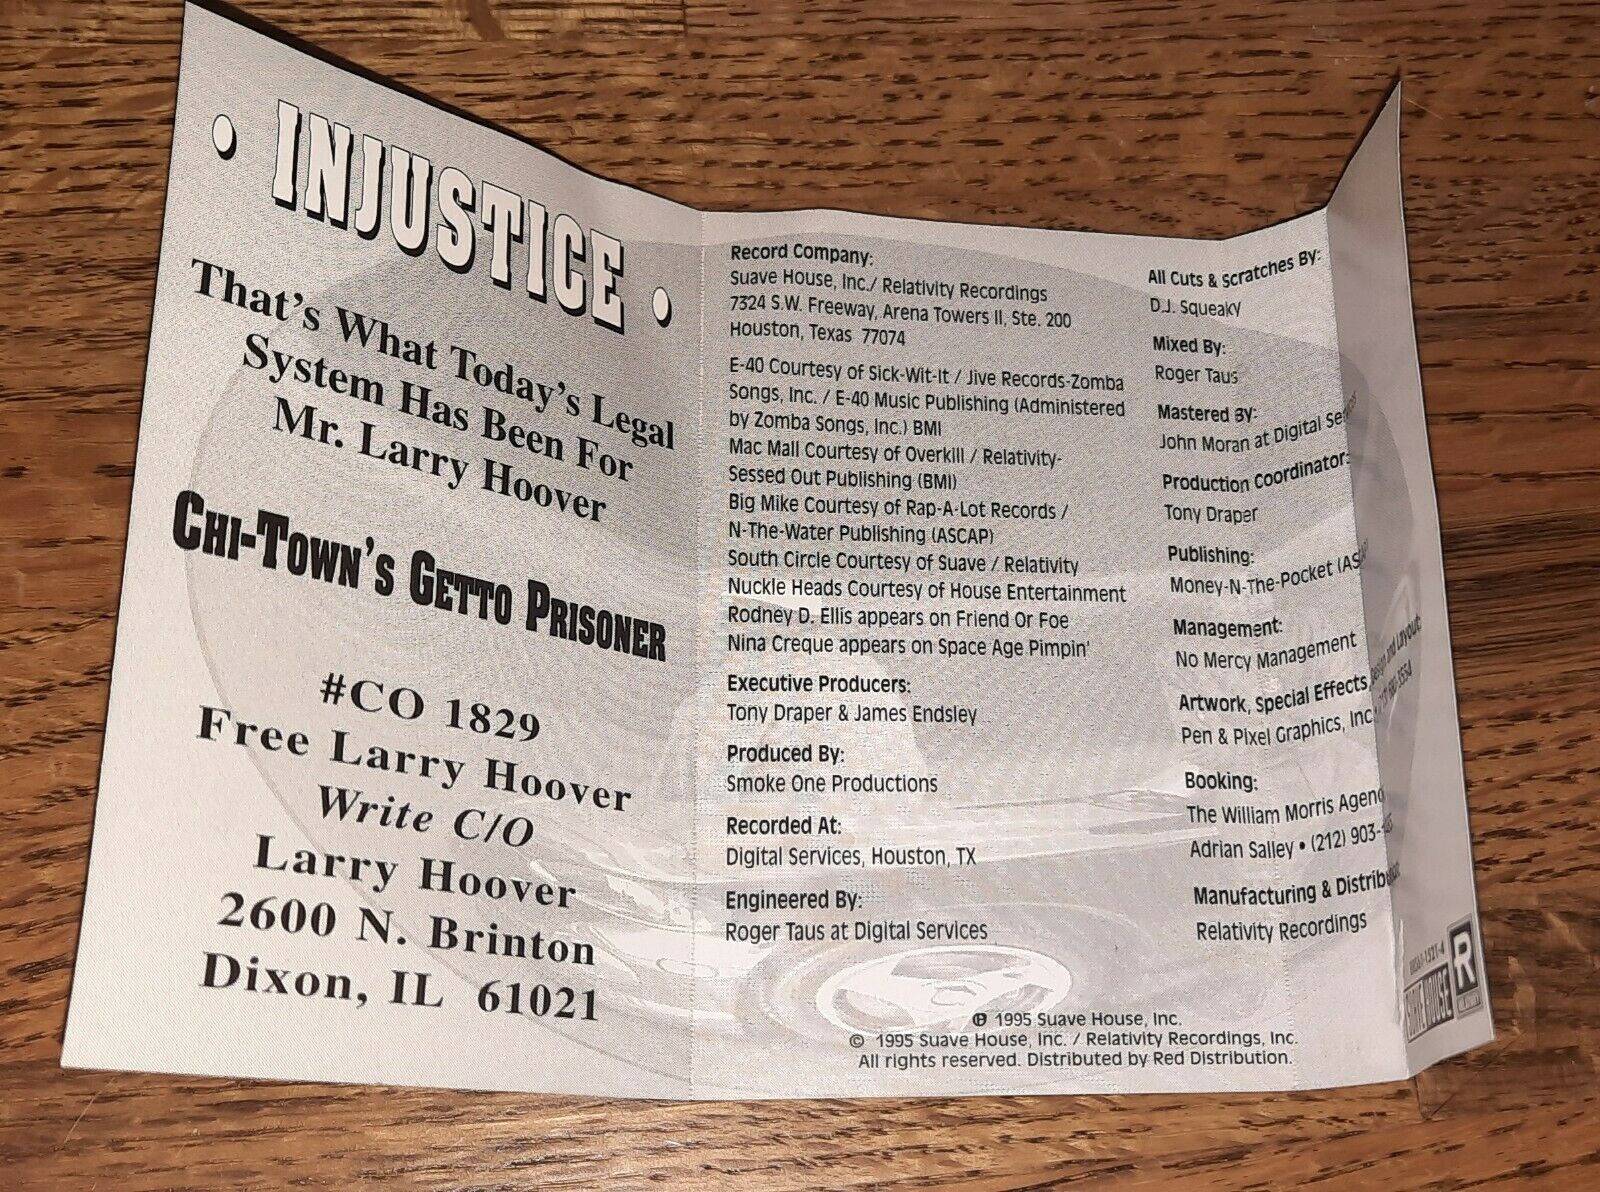 • INJUSTICE •
That's What Today's Legal
System Has Been For
Mr. Larry Hoover
CHI-TOWN'S GETTO PRISONER
#CO 1829
Free Larry Hoover
Write C/O
Larry Hoover
2600 N. Brinton
Dixon, IL 61021
Record Company:
Suave House, Inc./ Relativity Recordings
7324 S.W. Freeway, Arena Towers II, Ste. 200
Houston, Texas 77074
E-40 Courtesy of Sick-Wit-It / Jive Records-Zomba
Songs, Inc. / E-40 Music Publishing (Administered
by Zomba Songs, Inc.) BMI
Mac Mall Courtesy of Overkill / Relativity-
Sessed Out Publishing (BMI)
Big Mike Courtesy of Rap-A-Lot Records /
N-The-Water Publishing (ASCAP)
South Circle Courtesy of Suave / Relativity
Nuckle Heads Courtesy of House Entertainment
Rodney D. Ellis appears on Friend Or Foe
Nina Creque appears on Space Age Pimpin'
Executive Producers:
Tony Draper & James Endsley
Produced By:
Smoke One Productions
Recorded At:
Digital Services, Houston, TX
Engineered By:
Roger Taus at Digital Services
All Cuts & Scratches By:
D.J. Squeaky
Mixed By:
Roger Taus
Mastered By:
John Moran at Digital
Production Coordinator:
Tony Draper
Publishing:
Money-N-The-Pocket
Management:
No Mercy Management
Artwork, Special Effects, Design and Layout:
Pen & Pixel Graphics, Inc.
Booking:
The William Morris
Adrian Salley • (212)
Manufacturing &
Relativity Recordings
℗ 1995 Suave House, Inc.
© 1995 Suave House, Inc. / Relativity Recordings, Inc.
All rights reserved. Distributed by Red Distribution.
SUAVE HOUSE
R